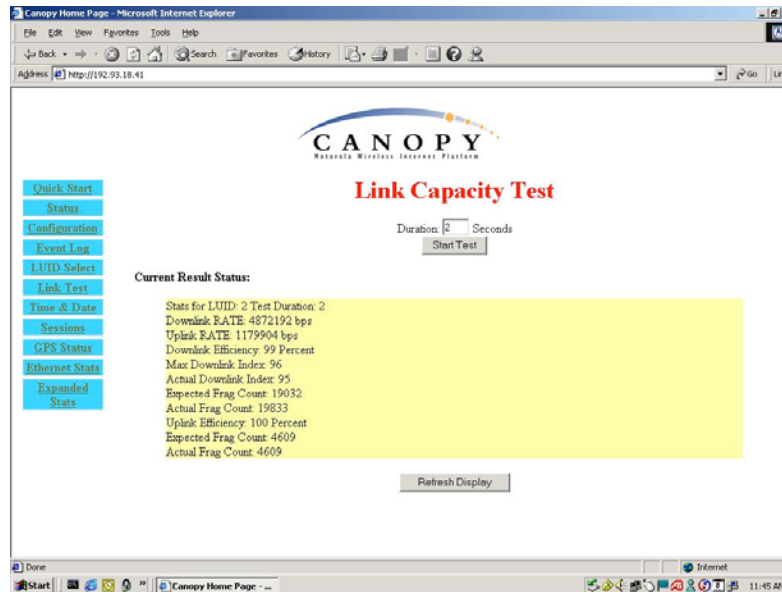 Canopy Home Page - Microsoft Internet Explorer
File Edit View Favorites Tools Help
Back Search Favorites History
Address http://192.93.18.41 Go
CANOPY
Motorola Wireless Internet Platform
Quick Start
Status
Configuration
Event Log
LUID Select
Link Test
Time & Date
Sessions
GPS Status
Ethernet Stats
Expanded
Stats
Link Capacity Test
Duration: 2 Seconds
Start Test
Current Result Status:
Stats for LUID: 2 Test Duration: 2
Downlink RATE: 4872192 bps
Uplink RATE: 1179904 bps
Downlink Efficiency: 99 Percent
Max Downlink Index: 96
Actual Downlink Index: 95
Expected Frag Count: 19032
Actual Frag Count: 19833
Uplink Efficiency: 100 Percent
Expected Frag Count: 4609
Actual Frag Count: 4609
Refresh Display
Done Internet
Start Canopy Home Page - ... 11:45 AM